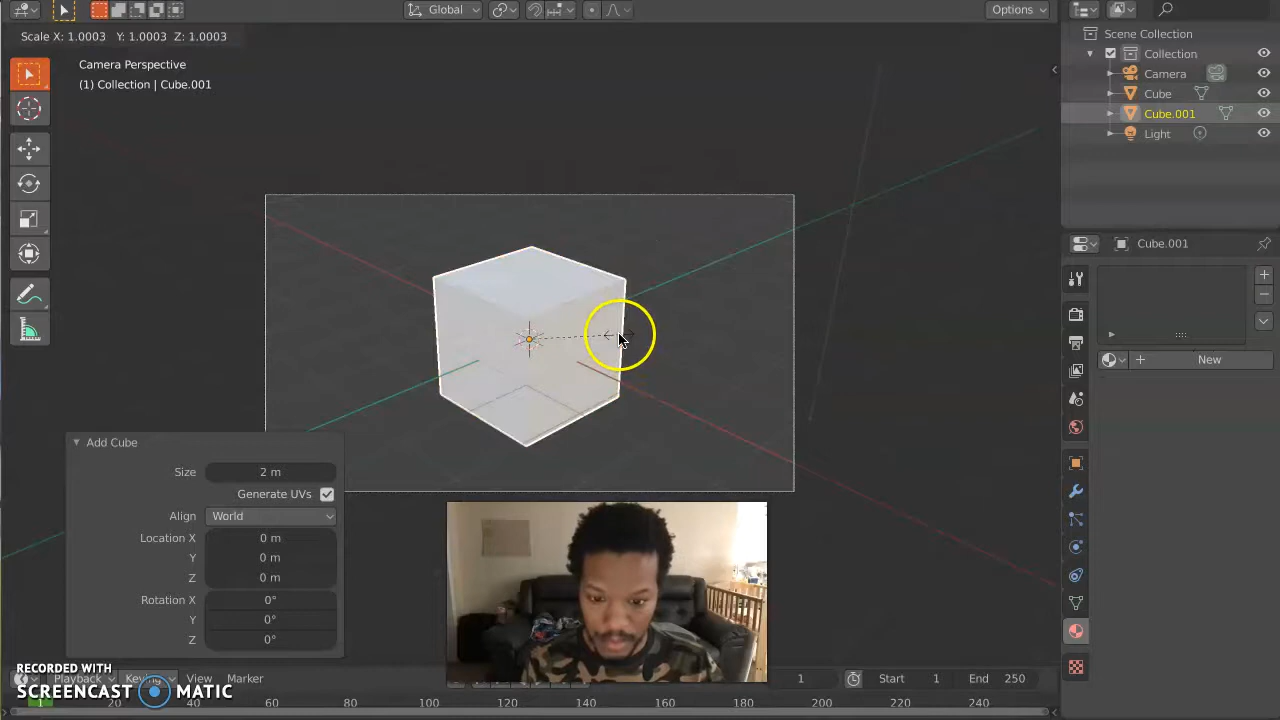 Global
Options
Scale X: 1.0003 Y: 1.0003 Z: 1.0003
Camera Perspective
(1) Collection | Cube.001
Scene Collection
Collection
Camera
Cube
Cube.001
Light
Cube.001
New
Add Cube
Size 2 m
Generate UVs
Align World
Location X 0 m
Y 0 m
Z 0 m
Rotation X 0°
Y 0°
Z 0°
RECORDED WITH
SCREENCAST MATIC
Playback Keying View Marker
1 Start 1 End 250
1 60 80 100 120 140 160 180 200 220 240